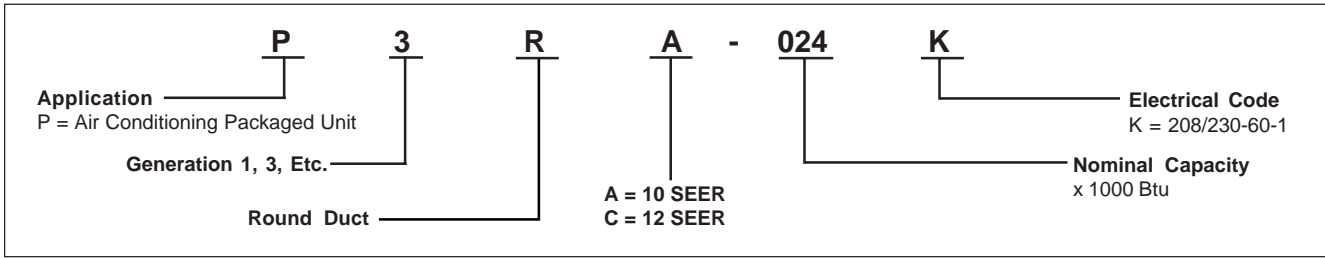 P 3 R A - 024 K
Application
P = Air Conditioning Packaged Unit
Generation 1, 3, Etc.
Round Duct
A = 10 SEER
C = 12 SEER
Electrical Code
K = 208/230-60-1
Nominal Capacity
x 1000 Btu